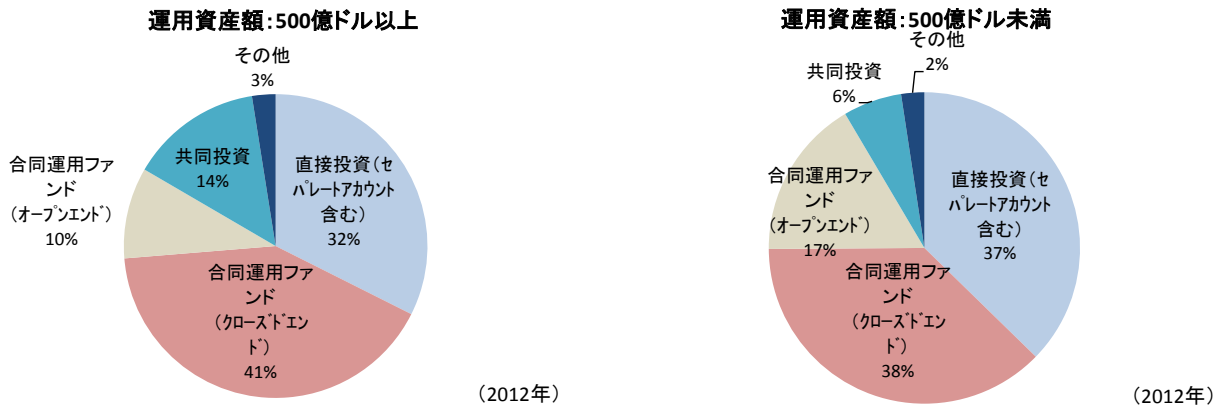 運用資産額:500億ドル以上
その他
3%
共同投資
14%
合同運用ファ
ンド
(オープンエンド)
10%
直接投資(セ
パレートアカウント
含む)
32%
合同運用ファ
ンド
(クローズドエン
ド)
41%
(2012年)
運用資産額:500億ドル未満
その他
2%
共同投資
6%
合同運用ファ
ンド
(オープンエンド)
17%
直接投資(セ
パレートアカウント
含む)
37%
合同運用ファ
ンド
(クローズドエン
ド)
38%
(2012年)